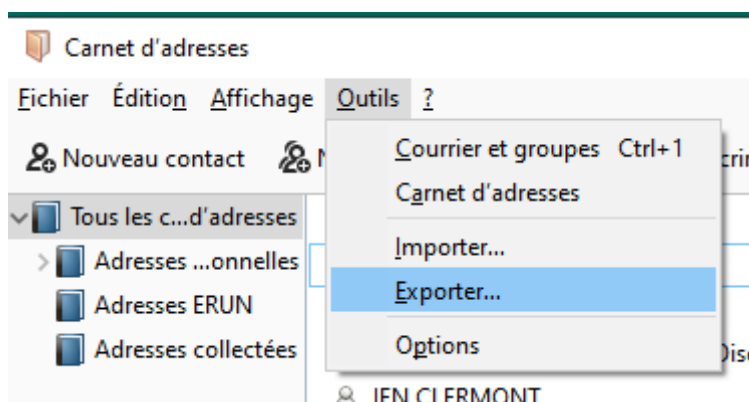 Carnet d'adresses
Fichier Édition Affichage Outils ?
Nouveau contact
Courrier et groupes Ctrl+1
Carnet d'adresses
Importer...
Exporter...
Options
Tous les c...d'adresses
Adresses ...onnelles
Adresses ERUN
Adresses collectées
IEN CLERMONT